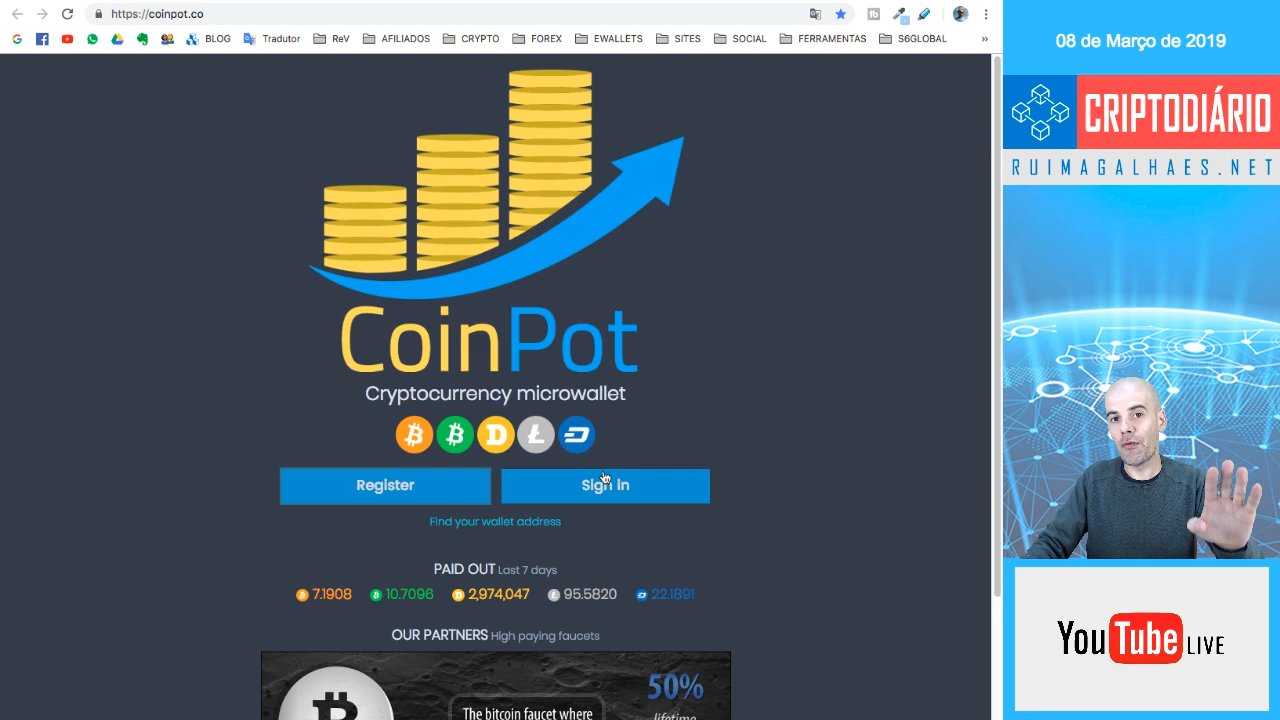 https://coinpot.co
BLOG
Tradutor
ReV
AFILIADOS
CRYPTO
FOREX
EWALLETS
SITES
SOCIAL
FERRAMENTAS
S6GLOBAL
»
CoinPot
Cryptocurrency microwallet
Register
Sign in
Find your wallet address
PAID OUT Last 7 days
7.1908 10.7096 2,974,047 95.5820 22.1891
OUR PARTNERS High paying faucets
50%
lifetime
The bitcoin faucet where
08 de Março de 2019
CRIPTODIÁRIO
RUIMAGALHAES.NET
YouTube LIVE